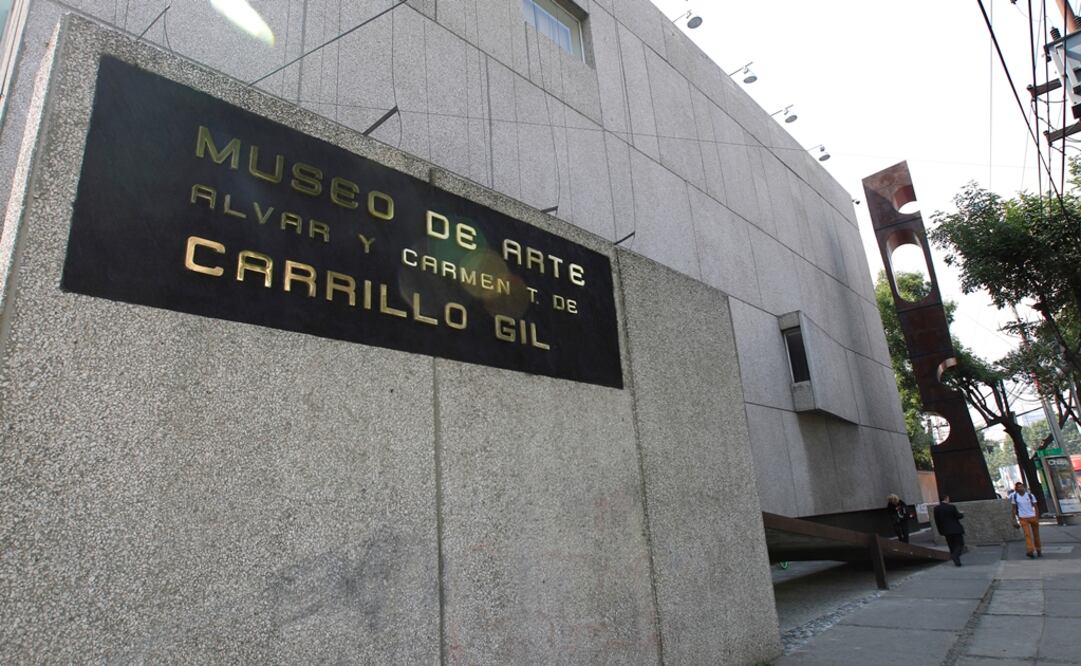 MUSEO DE ARTE
ALVAR Y CARMEN T. DE
CARRILLO GIL